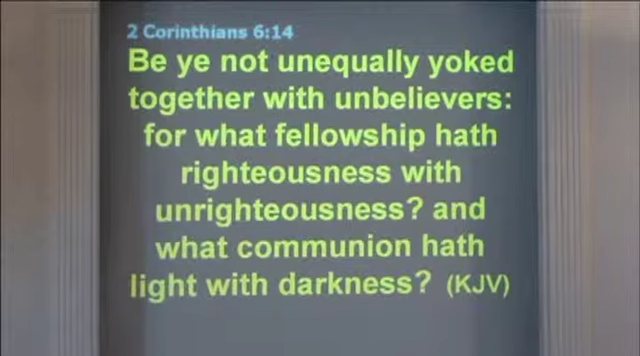 2 Corinthians 6:14
Be ye not unequally yoked
together with unbelievers:
for what fellowship hath
righteousness with
unrighteousness? and
what communion hath
light with darkness? (KJV)